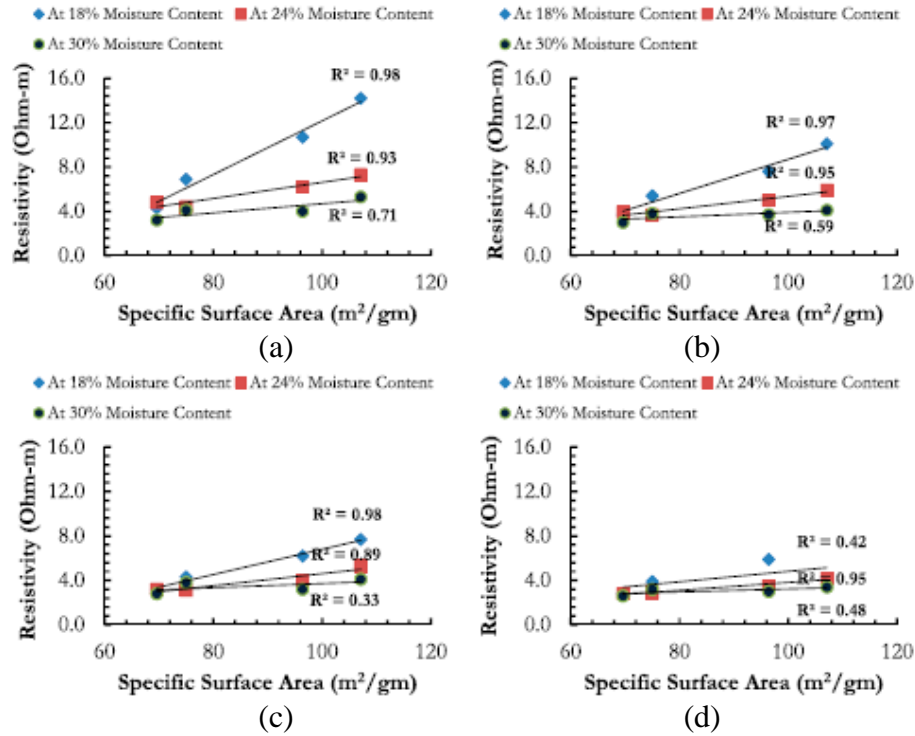 At 18% Moisture Content At 24% Moisture Content
At 30% Moisture Content
Resistivity (Ohm-m)
16.0
12.0
8.0
4.0
0.0
R² = 0.98
R² = 0.93
R² = 0.71
60 80 100 120
Specific Surface Area (m²/gm)
(a)
At 18% Moisture Content At 24% Moisture Content
At 30% Moisture Content
Resistivity (Ohm-m)
16.0
12.0
8.0
4.0
0.0
R² = 0.97
R² = 0.95
R² = 0.59
60 80 100 120
Specific Surface Area (m²/gm)
(b)
At 18% Moisture Content At 24% Moisture Content
At 30% Moisture Content
Resistivity (Ohm-m)
16.0
12.0
8.0
4.0
0.0
R² = 0.98
R² = 0.89
R² = 0.33
60 80 100 120
Specific Surface Area (m²/gm)
(c)
At 18% Moisture Content At 24% Moisture Content
At 30% Moisture Content
Resistivity (Ohm-m)
16.0
12.0
8.0
4.0
0.0
R² = 0.42
R² = 0.95
R² = 0.48
60 80 100 120
Specific Surface Area (m²/gm)
(d)